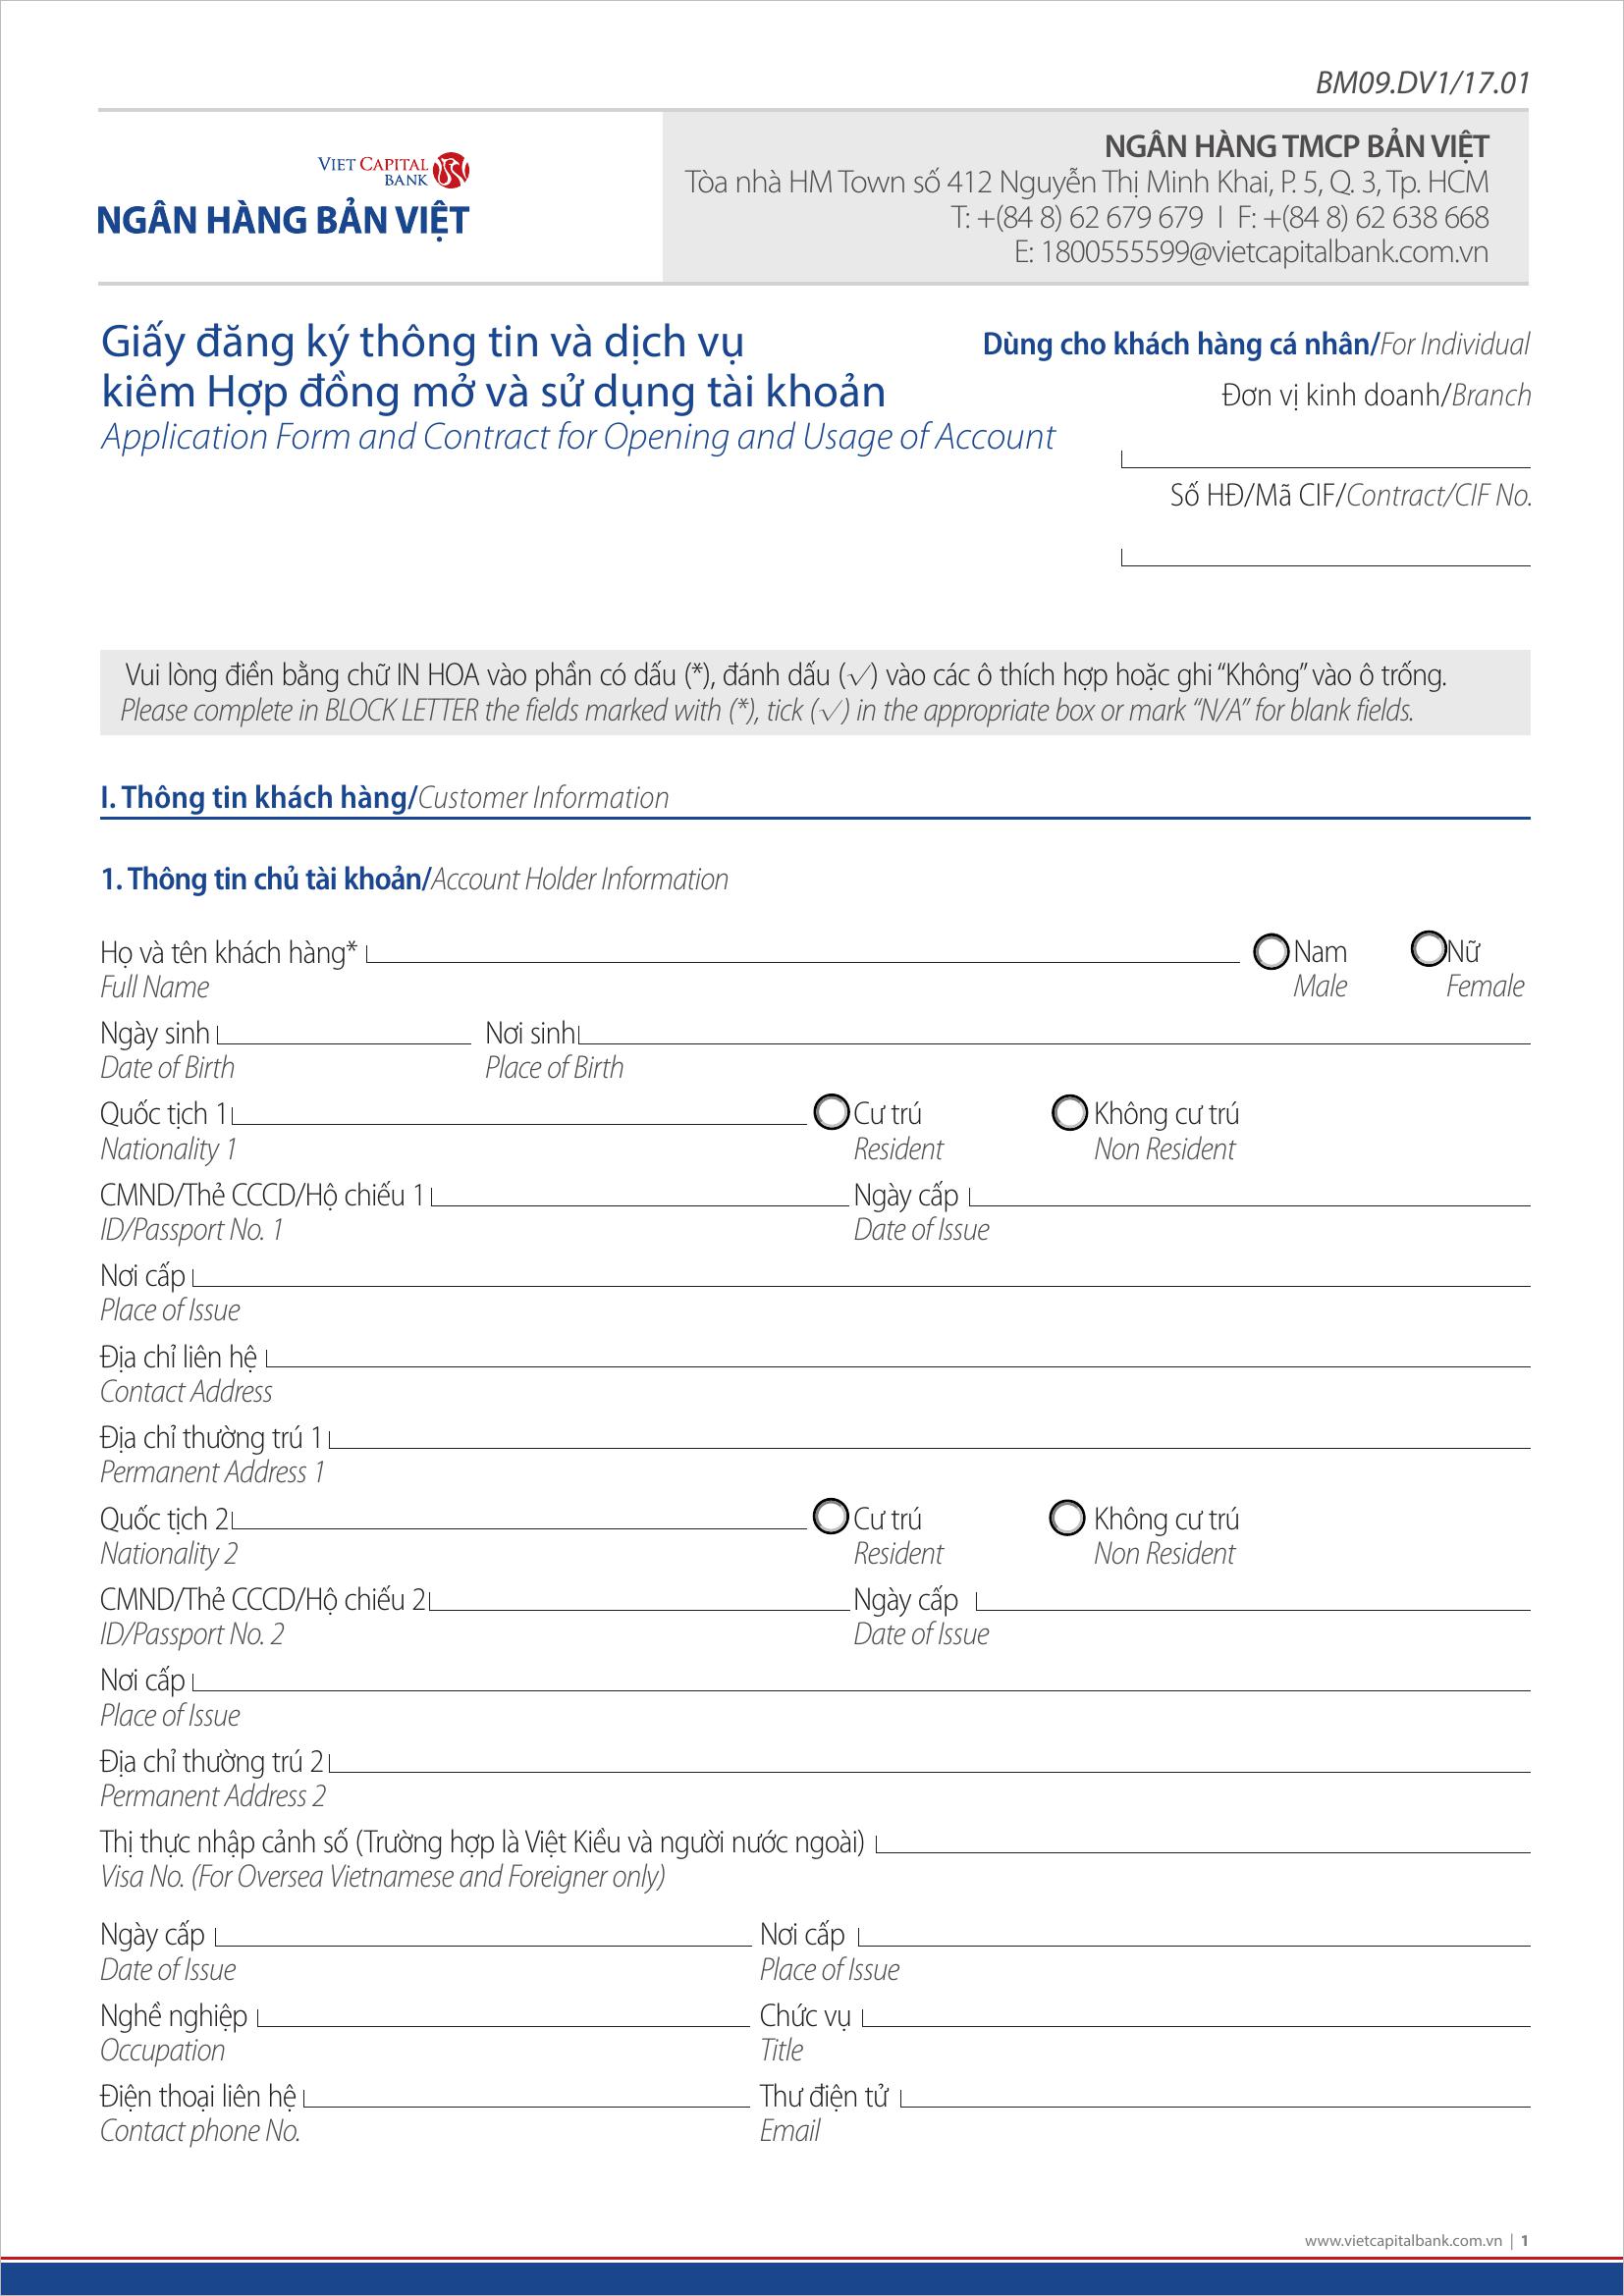 BM09.DV1/17.01
VIET CAPITAL
BANK
NGÂN HÀNG BẢN VIỆT
NGÂN HÀNG TMCP BẢN VIỆT
Tòa nhà HM Town số 412 Nguyễn Thị Minh Khai, P. 5, Q. 3, Tp. HCM
T: +(84 8) 62 679 679 I F: +(84 8) 62 638 668
E: 1800555599@vietcapitalbank.com.vn
Giấy đăng ký thông tin và dịch vụ
kiêm Hợp đồng mở và sử dụng tài khoản
Application Form and Contract for Opening and Usage of Account
Dùng cho khách hàng cá nhân/For Individual
Đơn vị kinh doanh/Branch
Số HĐ/Mã CIF/Contract/CIF No.
Vui lòng điền bằng chữ IN HOA vào phần có dấu (*), đánh dấu (√) vào các ô thích hợp hoặc ghi “Không” vào ô trống.
Please complete in BLOCK LETTER the fields marked with (*), tick (√) in the appropriate box or mark “N/A” for blank fields.
I. Thông tin khách hàng/Customer Information
1. Thông tin chủ tài khoản/Account Holder Information
Họ và tên khách hàng* Nam Nữ
Full Name Male Female
Ngày sinh Nơi sinh
Date of Birth Place of Birth
Quốc tịch 1 Cư trú Không cư trú
Nationality 1 Resident Non Resident
CMND/Thẻ CCCD/Hộ chiếu 1 Ngày cấp
ID/Passport No. 1 Date of Issue
Nơi cấp
Place of Issue
Địa chỉ liên hệ
Contact Address
Địa chỉ thường trú 1
Permanent Address 1
Quốc tịch 2 Cư trú Không cư trú
Nationality 2 Resident Non Resident
CMND/Thẻ CCCD/Hộ chiếu 2 Ngày cấp
ID/Passport No. 2 Date of Issue
Nơi cấp
Place of Issue
Địa chỉ thường trú 2
Permanent Address 2
Thị thực nhập cảnh số (Trường hợp là Việt Kiều và người nước ngoài)
Visa No. (For Oversea Vietnamese and Foreigner only)
Ngày cấp Nơi cấp
Date of Issue Place of Issue
Nghề nghiệp Chức vụ
Occupation Title
Điện thoại liên hệ Thư điện tử
Contact phone No. Email
www.vietcapitalbank.com.vn | 1